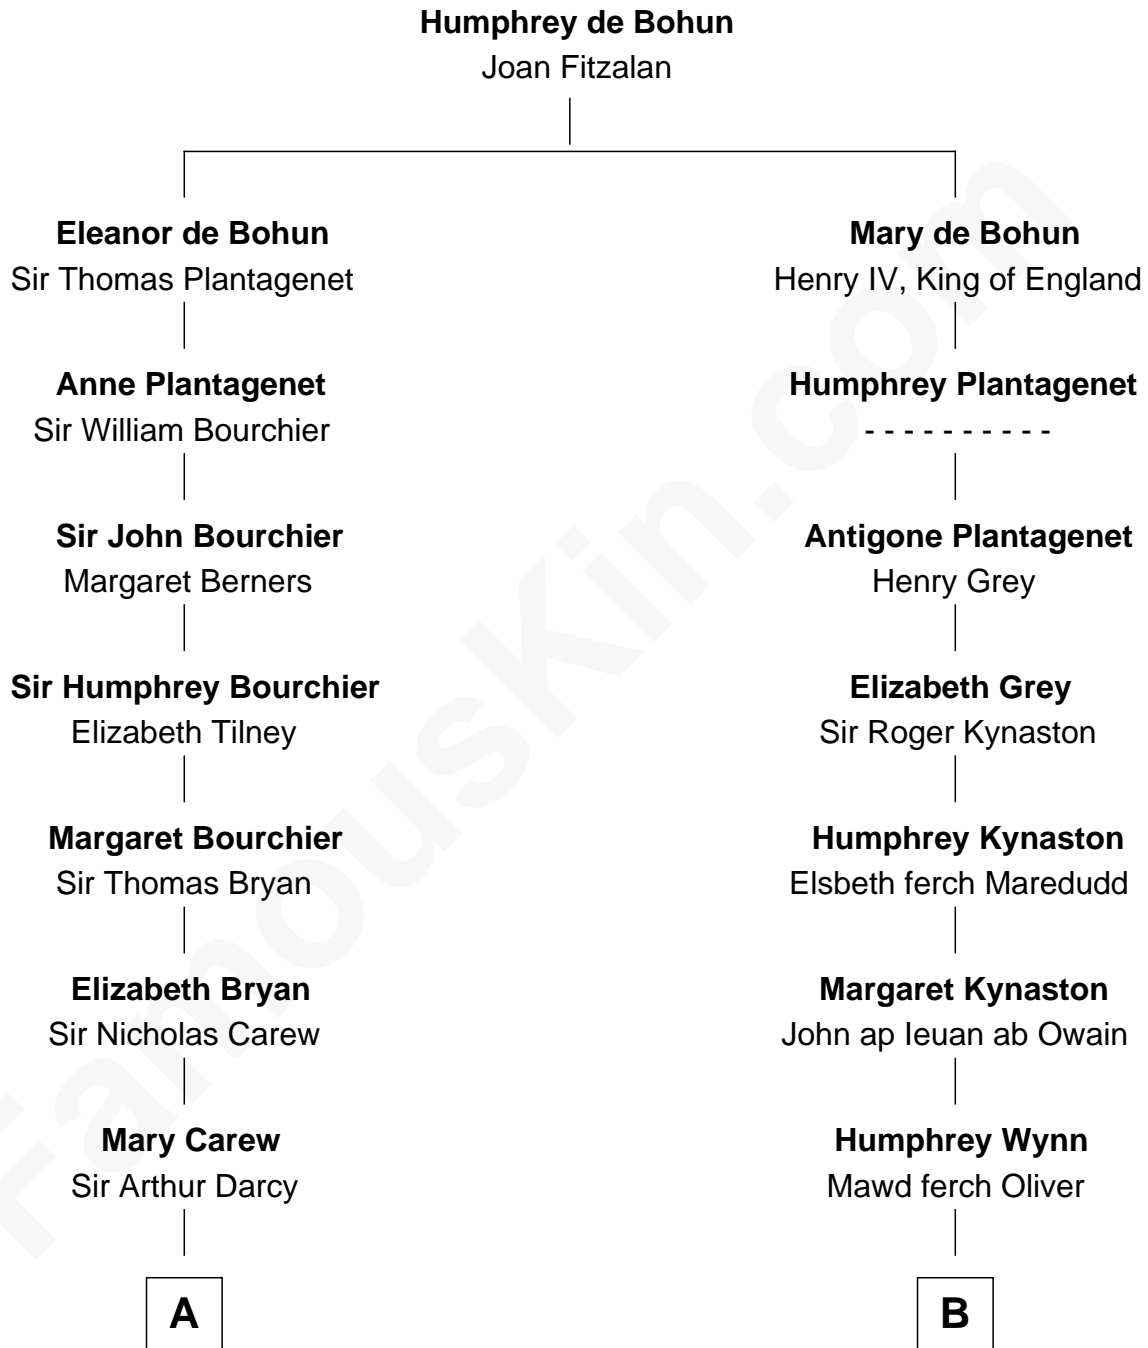 Humphrey de Bohun
Joan Fitzalan
Eleanor de Bohun
Sir Thomas Plantagenet
Mary de Bohun
Henry IV, King of England
Anne Plantagenet
Sir William Bourchier
Humphrey Plantagenet
- - - - - - - - - -
Sir John Bourchier
Margaret Berners
Antigone Plantagenet
Henry Grey
Sir Humphrey Bourchier
Elizabeth Tilney
Elizabeth Grey
Sir Roger Kynaston
Margaret Bourchier
Sir Thomas Bryan
Humphrey Kynaston
Elsbeth ferch Maredudd
Elizabeth Bryan
Sir Nicholas Carew
Margaret Kynaston
John ap Ieuan ab Owain
Mary Carew
Sir Arthur Darcy
Humphrey Wynn
Mawd ferch Oliver
A
B
FamousKin.com